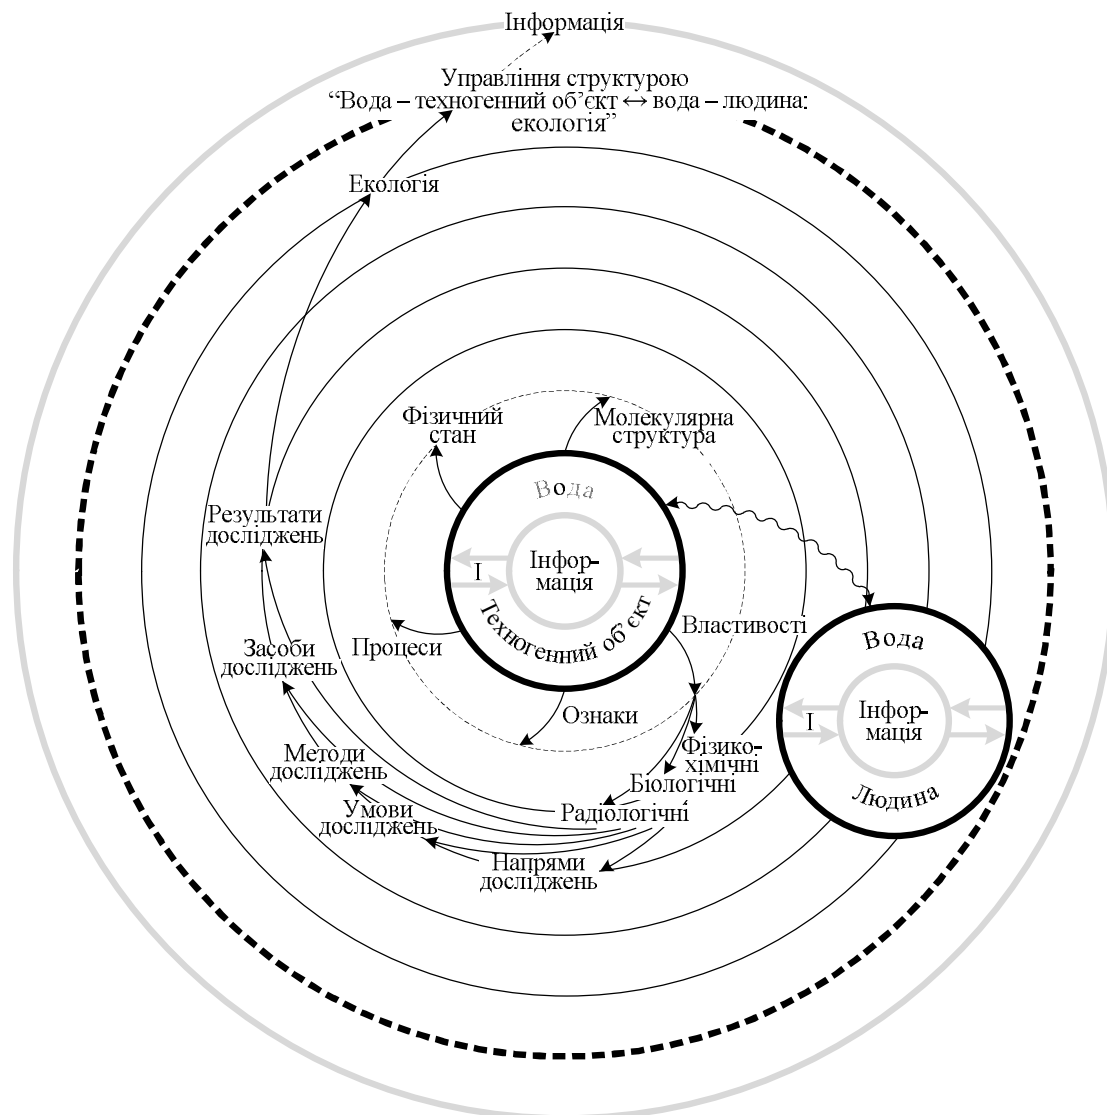 Інформація
Управління структурою
“Вода – техногенний об’єкт ↔ вода – людина:
екологія”
Екологія
Фізичний
стан
Молекулярна
структура
Вода
Інфор-
мація
І
Техногенний об’єкт
Результати
досліджень
Процеси
Властивості
Ознаки
Засоби
досліджень
Методи
досліджень
Умови
досліджень
Напрями
досліджень
Фізико-
хімічні
Біологічні
Радіологічні
Вода
Інфор-
мація
І
Людина